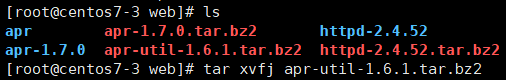 [root@centos7-3 web]# ls
apr apr-1.7.0.tar.bz2 httpd-2.4.52
apr-1.7.0 apr-util-1.6.1.tar.bz2 httpd-2.4.52.tar.bz2
[root@centos7-3 web]# tar xvfj apr-util-1.6.1.tar.bz2